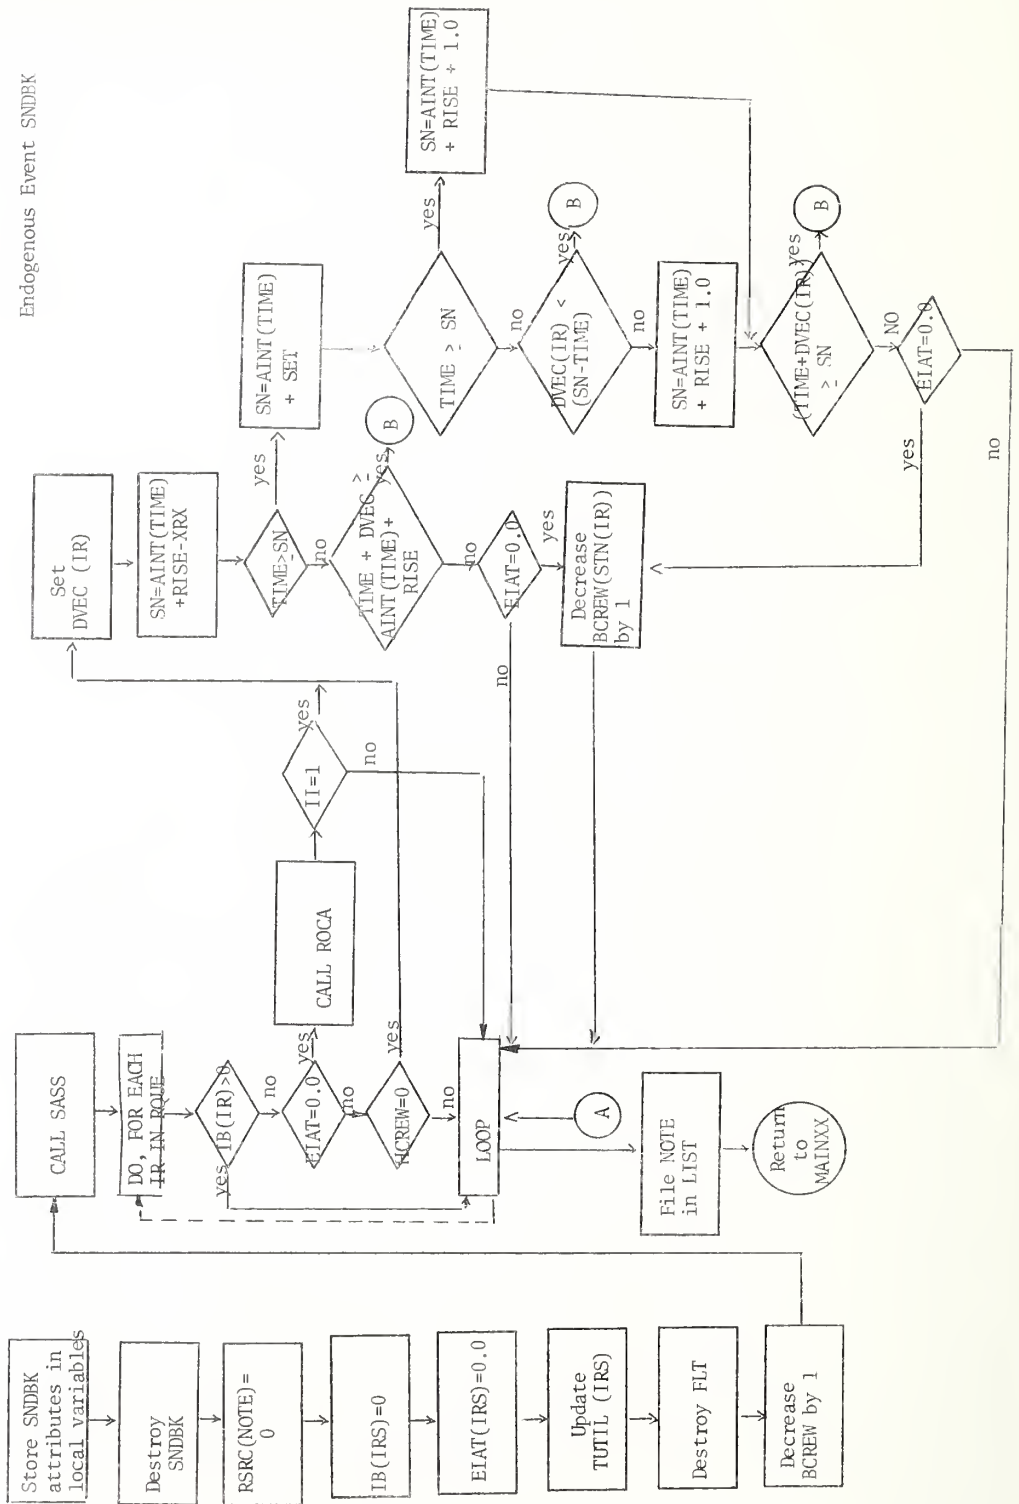 Endogenous Event SNDBK
Store SNDBK
attributes in
local variables
Destroy
SNDBK
RSRC(NOTE)=
0
IB(IRS)=0
EIAT(IRS)=0.0
Update
TUTIL (IRS)
Destroy FLT
Decrease
BCREW by 1
CALL SASS
DO, FOR EACH
IR IN RQUE
IB(IR)>0
yes
no
EIAT=0.0
yes
no
HCREW=0
yes
no
LOOP
A
File NOTE
in LIST
Return
to
MAINXX
CALL ROCA
II=1
yes
no
Set
DVEC (IR)
SN=AINT(TIME)
+RISE-XRX
TIME≥SN
yes
no
TIME + DVEC ≥
AINT(TIME)+
RISE
yes
B
no
EIAT=0.0
no
yes
Decrease
BCREW(STN(IR))
by 1
SN=AINT(TIME)
+ SET
TIME ≥ SN
yes
no
SN=AINT(TIME)
+ RISE + 1.0
DVEC(IR) <
(SN-TIME)
yes
B
no
SN=AINT(TIME)
+ RISE + 1.0
(TIME+DVEC(IR))
≥ SN
yes
B
NO
EIAT=0.0
yes
no